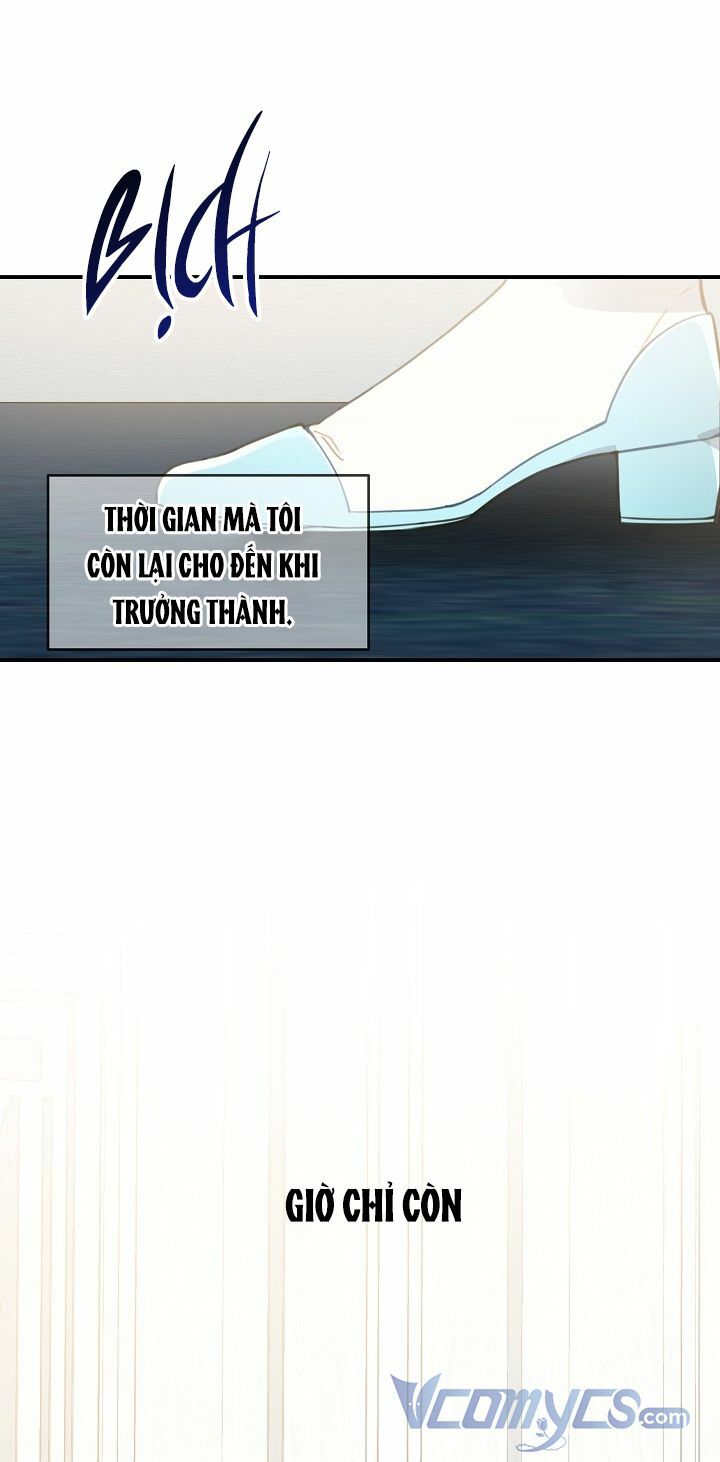 BỊCH
THỜI GIAN MÀ TÔI
CÒN LẠI CHO ĐẾN KHI
TRƯỞNG THÀNH.
GIỜ CHỈ CÒN
VCOMYCS.com